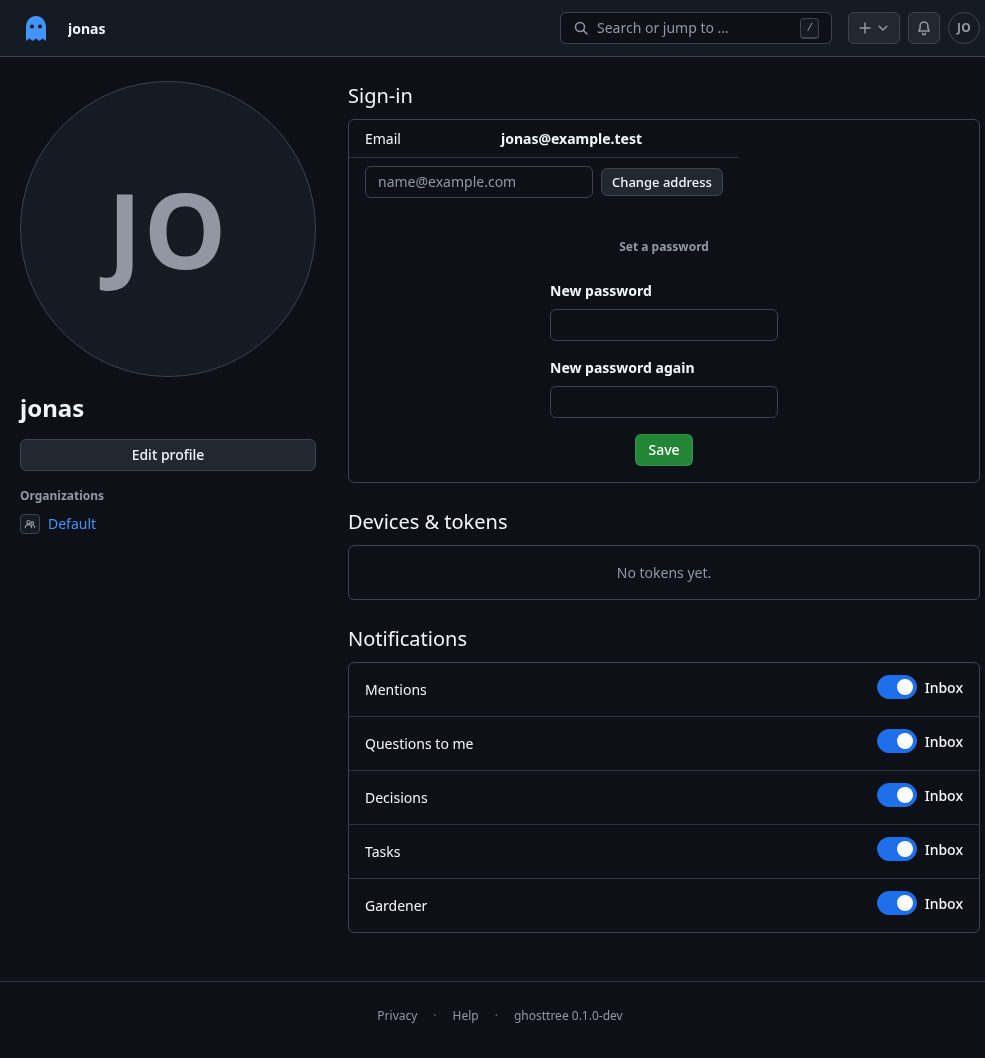 jonas
Search or jump to ...
/
JO
JO
jonas
Edit profile
Organizations
Default
Sign-in
Email jonas@example.test
name@example.com Change address
Set a password
New password
New password again
Save
Devices & tokens
No tokens yet.
Notifications
Mentions Inbox
Questions to me Inbox
Decisions Inbox
Tasks Inbox
Gardener Inbox
Privacy · Help · ghosttree 0.1.0-dev